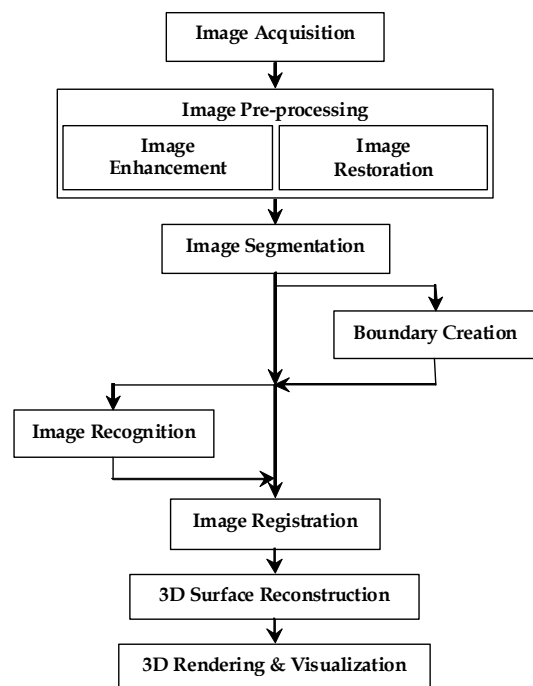 Image Acquisition
Image Pre-processing
Image
Enhancement
Image
Restoration
Image Segmentation
Boundary Creation
Image Recognition
Image Registration
3D Surface Reconstruction
3D Rendering & Visualization